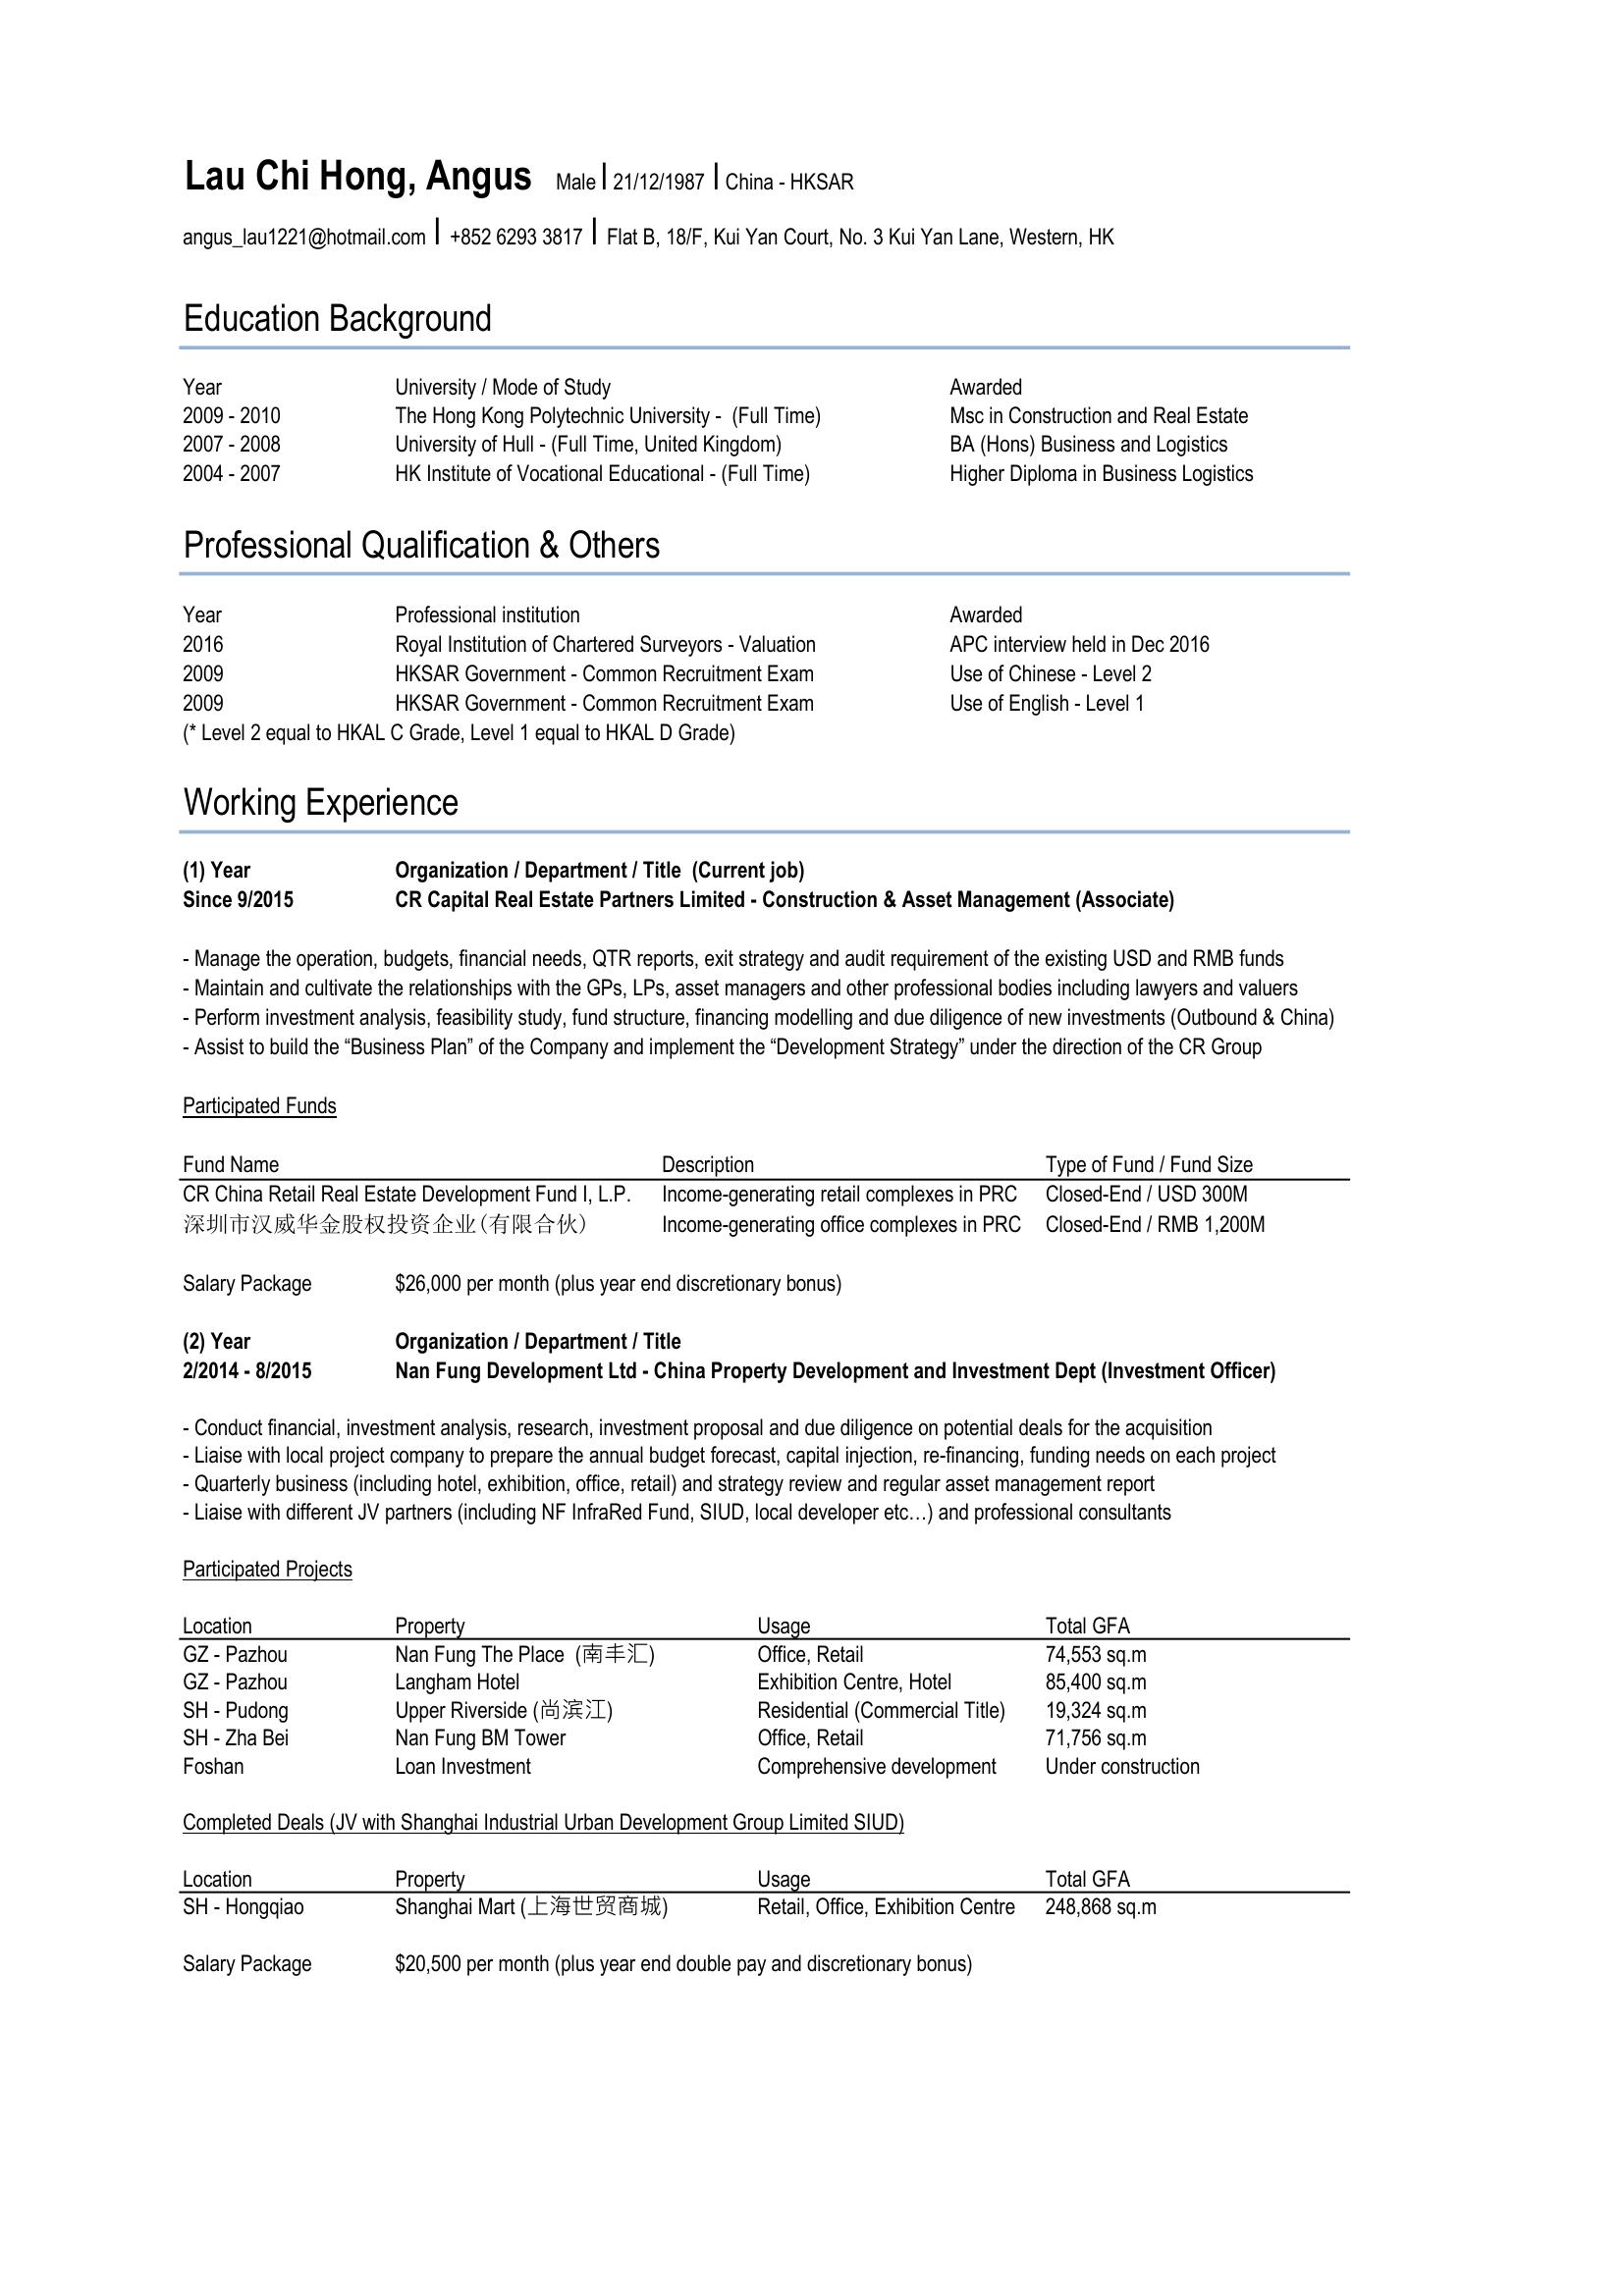 Lau Chi Hong, Angus Male | 21/12/1987 | China - HKSAR
angus_lau1221@hotmail.com | +852 6293 3817 | Flat B, 18/F, Kui Yan Court, No. 3 Kui Yan Lane, Western, HK
Education Background
Year University / Mode of Study Awarded
2009 - 2010 The Hong Kong Polytechnic University - (Full Time) Msc in Construction and Real Estate
2007 - 2008 University of Hull - (Full Time, United Kingdom) BA (Hons) Business and Logistics
2004 - 2007 HK Institute of Vocational Educational - (Full Time) Higher Diploma in Business Logistics
Professional Qualification & Others
Year Professional institution Awarded
2016 Royal Institution of Chartered Surveyors - Valuation APC interview held in Dec 2016
2009 HKSAR Government - Common Recruitment Exam Use of Chinese - Level 2
2009 HKSAR Government - Common Recruitment Exam Use of English - Level 1
(* Level 2 equal to HKAL C Grade, Level 1 equal to HKAL D Grade)
Working Experience
(1) Year Organization / Department / Title (Current job)
Since 9/2015 CR Capital Real Estate Partners Limited - Construction & Asset Management (Associate)
- Manage the operation, budgets, financial needs, QTR reports, exit strategy and audit requirement of the existing USD and RMB funds
- Maintain and cultivate the relationships with the GPs, LPs, asset managers and other professional bodies including lawyers and valuers
- Perform investment analysis, feasibility study, fund structure, financing modelling and due diligence of new investments (Outbound & China)
- Assist to build the “Business Plan” of the Company and implement the “Development Strategy” under the direction of the CR Group
Participated Funds
Fund Name Description Type of Fund / Fund Size
CR China Retail Real Estate Development Fund I, L.P. Income-generating retail complexes in PRC Closed-End / USD 300M
深圳市汉威华金股权投资企业(有限合伙) Income-generating office complexes in PRC Closed-End / RMB 1,200M
Salary Package $26,000 per month (plus year end discretionary bonus)
(2) Year Organization / Department / Title
2/2014 - 8/2015 Nan Fung Development Ltd - China Property Development and Investment Dept (Investment Officer)
- Conduct financial, investment analysis, research, investment proposal and due diligence on potential deals for the acquisition
- Liaise with local project company to prepare the annual budget forecast, capital injection, re-financing, funding needs on each project
- Quarterly business (including hotel, exhibition, office, retail) and strategy review and regular asset management report
- Liaise with different JV partners (including NF InfraRed Fund, SIUD, local developer etc…) and professional consultants
Participated Projects
Location Property Usage Total GFA
GZ - Pazhou Nan Fung The Place (南丰汇) Office, Retail 74,553 sq.m
GZ - Pazhou Langham Hotel Exhibition Centre, Hotel 85,400 sq.m
SH - Pudong Upper Riverside (尚滨江) Residential (Commercial Title) 19,324 sq.m
SH - Zha Bei Nan Fung BM Tower Office, Retail 71,756 sq.m
Foshan Loan Investment Comprehensive development Under construction
Completed Deals (JV with Shanghai Industrial Urban Development Group Limited SIUD)
Location Property Usage Total GFA
SH - Hongqiao Shanghai Mart (上海世贸商城) Retail, Office, Exhibition Centre 248,868 sq.m
Salary Package $20,500 per month (plus year end double pay and discretionary bonus)